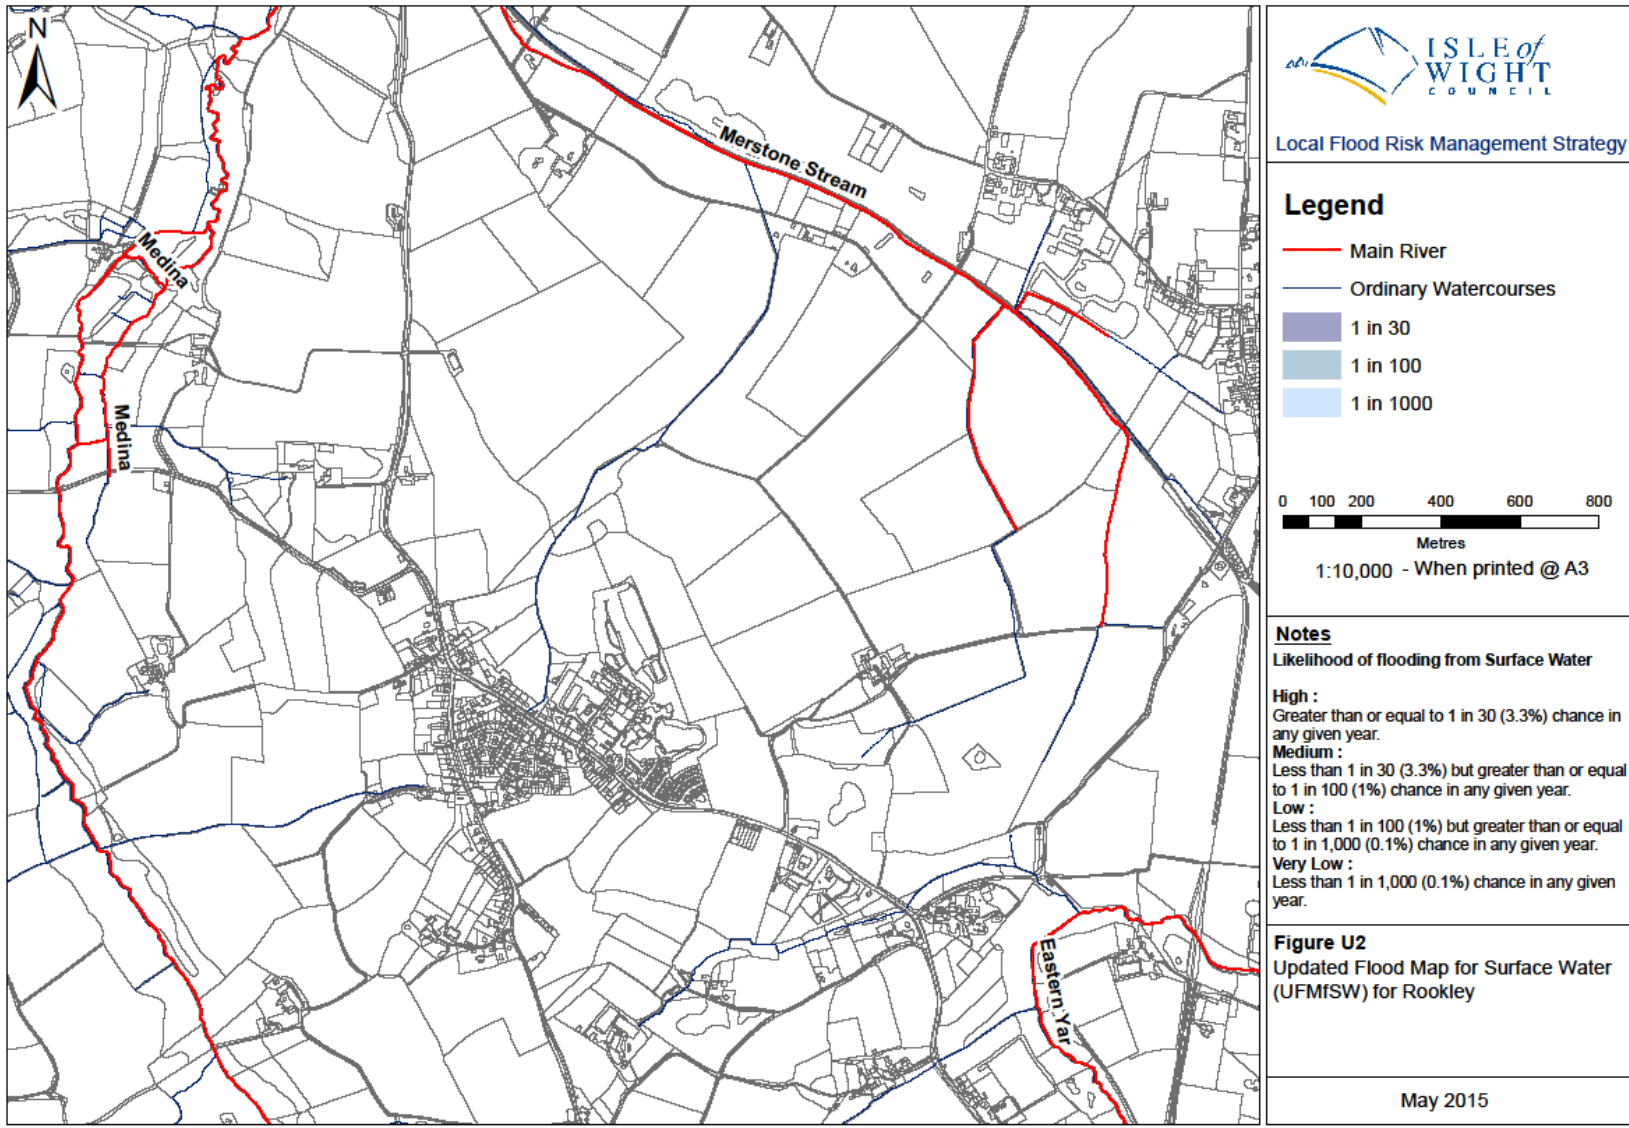 N
Merstone Stream
Medina
Medina
Eastern Yar
ISLE of
WIGHT
COUNCIL
Local Flood Risk Management Strategy
Legend
Main River
Ordinary Watercourses
1 in 30
1 in 100
1 in 1000
0 100 200 400 600 800
Metres
1:10,000 - When printed @ A3
Notes
Likelihood of flooding from Surface Water
High :
Greater than or equal to 1 in 30 (3.3%) chance in
any given year.
Medium :
Less than 1 in 30 (3.3%) but greater than or equal
to 1 in 100 (1%) chance in any given year.
Low :
Less than 1 in 100 (1%) but greater than or equal
to 1 in 1,000 (0.1%) chance in any given year.
Very Low :
Less than 1 in 1,000 (0.1%) chance in any given
year.
Figure U2
Updated Flood Map for Surface Water
(UFMfSW) for Rookley
May 2015